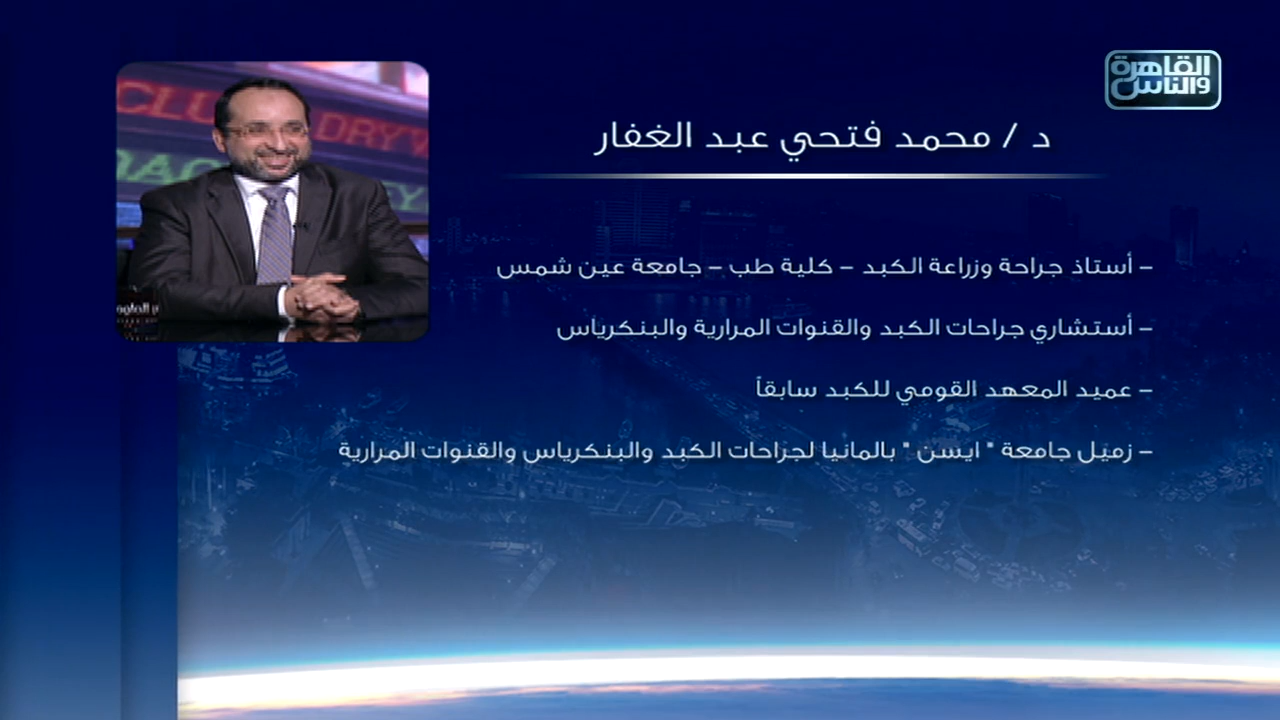 القاهرة
والناس
د / محمد فتحي عبد الغفار
- أستاذ جراحة وزراعة الكبد - كلية طب - جامعة عين شمس
- أستشاري جراحات الكبد والقنوات المرارية والبنكرياس
- عميد المعهد القومي للكبد سابقاً
- زميل جامعة " ايسن " بالمانيا لجراحات الكبد والبنكرياس والقنوات المرارية